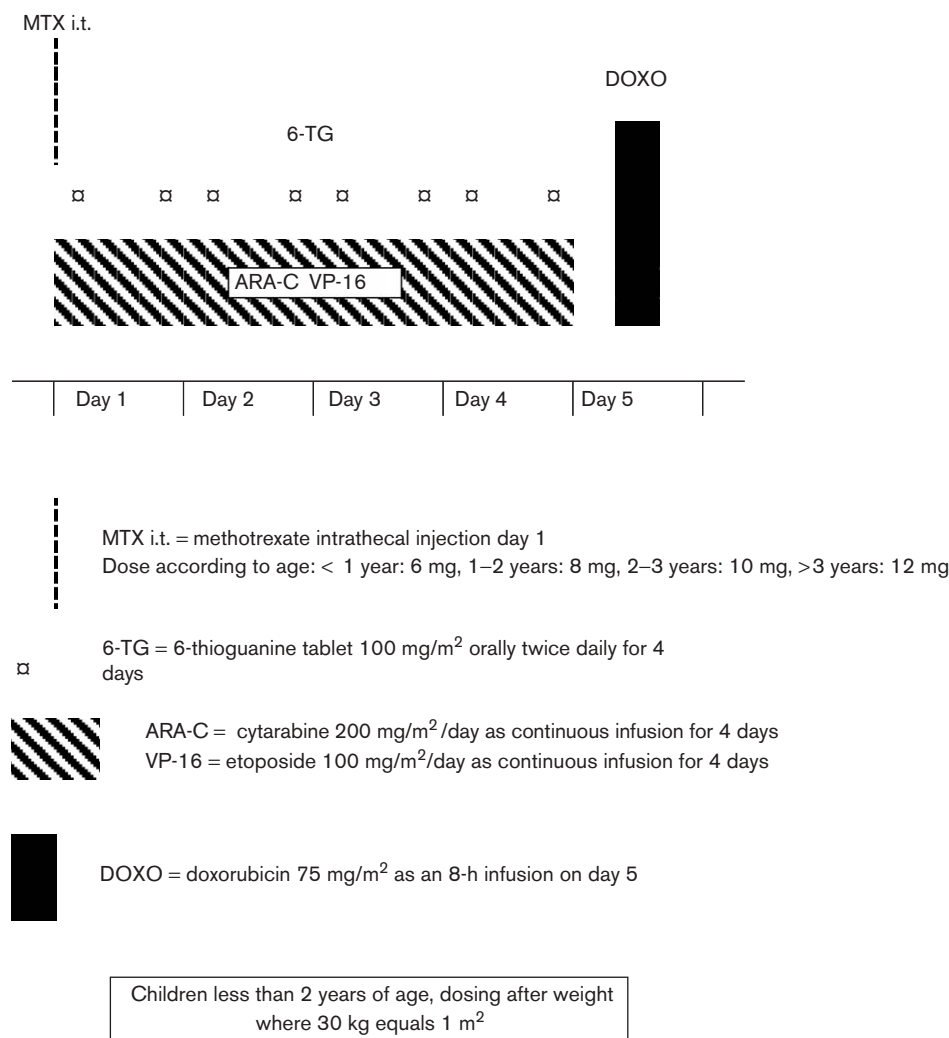 MTX i.t.
DOXO
6-TG
¤ ¤ ¤ ¤ ¤ ¤ ¤ ¤
ARA-C VP-16
Day 1 Day 2 Day 3 Day 4 Day 5
MTX i.t. = methotrexate intrathecal injection day 1
Dose according to age: < 1 year: 6 mg, 1–2 years: 8 mg, 2–3 years: 10 mg, >3 years: 12 mg
6-TG = 6-thioguanine tablet 100 mg/m² orally twice daily for 4
¤ days
ARA-C = cytarabine 200 mg/m²/day as continuous infusion for 4 days
VP-16 = etoposide 100 mg/m²/day as continuous infusion for 4 days
DOXO = doxorubicin 75 mg/m² as an 8-h infusion on day 5
Children less than 2 years of age, dosing after weight
where 30 kg equals 1 m²